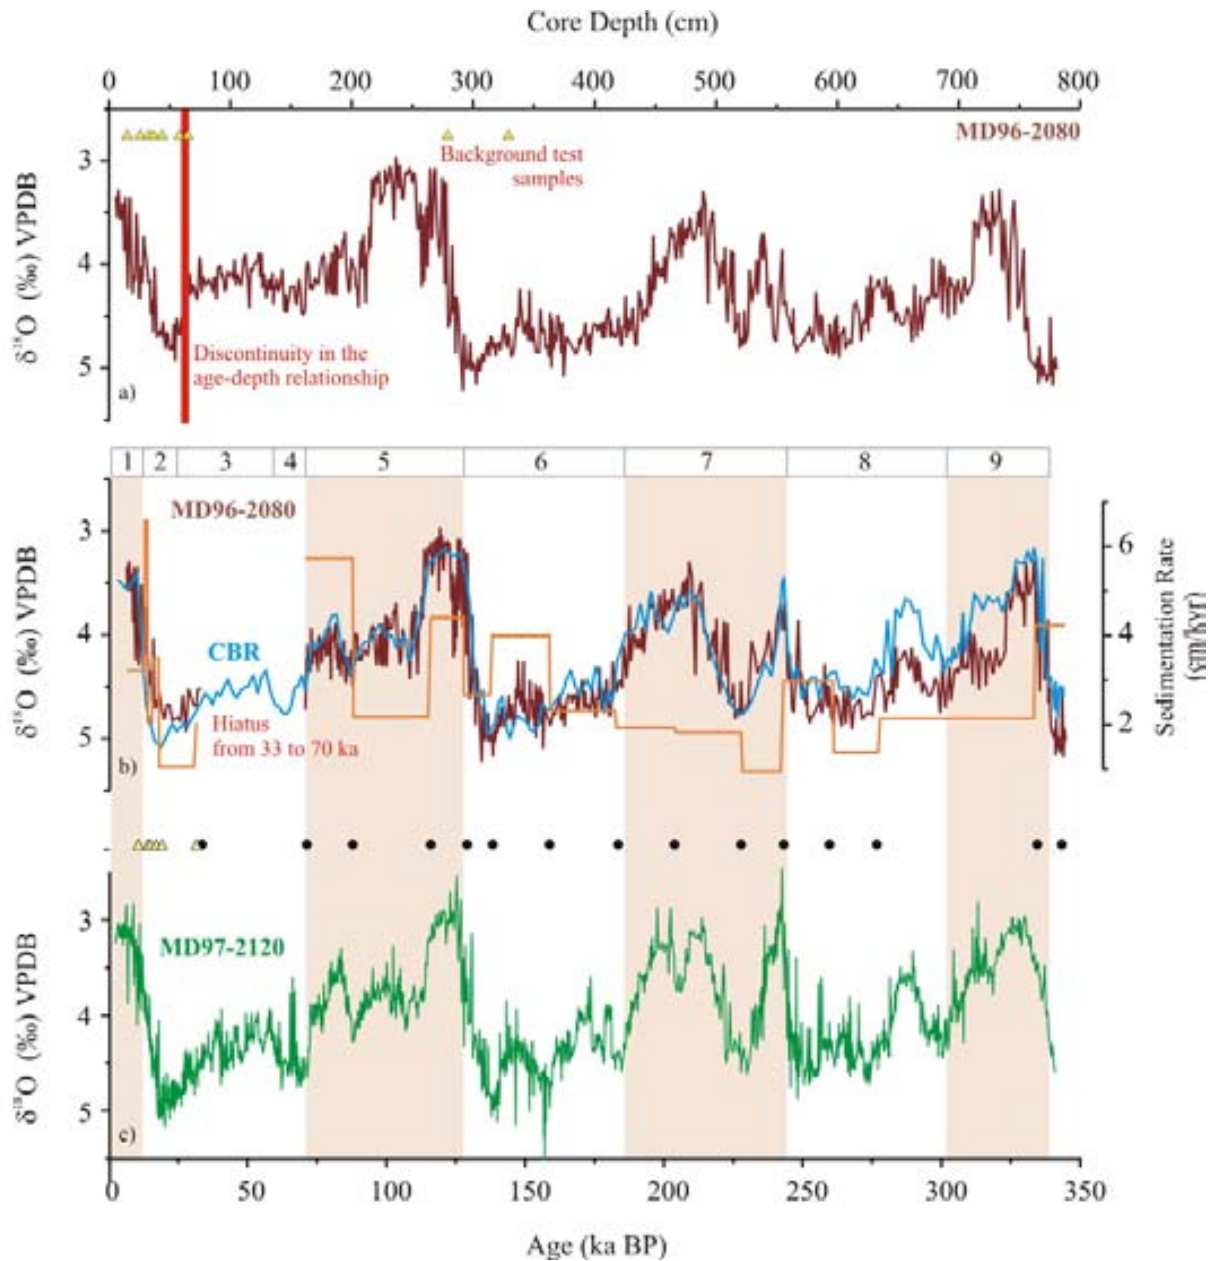 Core Depth (cm)
0 100 200 300 400 500 600 700 800
MD96-2080
Background test
samples
3
4
5
δ¹⁸O (‰) VPDB
Discontinuity in the
age-depth relationship
a)
1 2 3 4 5 6 7 8 9
MD96-2080
3
4
5
δ¹⁸O (‰) VPDB
CBR
Hiatus
from 33 to 70 ka
b)
6
4
2
Sedimentation Rate
(cm/kyr)
MD97-2120
3
4
5
δ¹⁸O (‰) VPDB
c)
0 50 100 150 200 250 300 350
Age (ka BP)